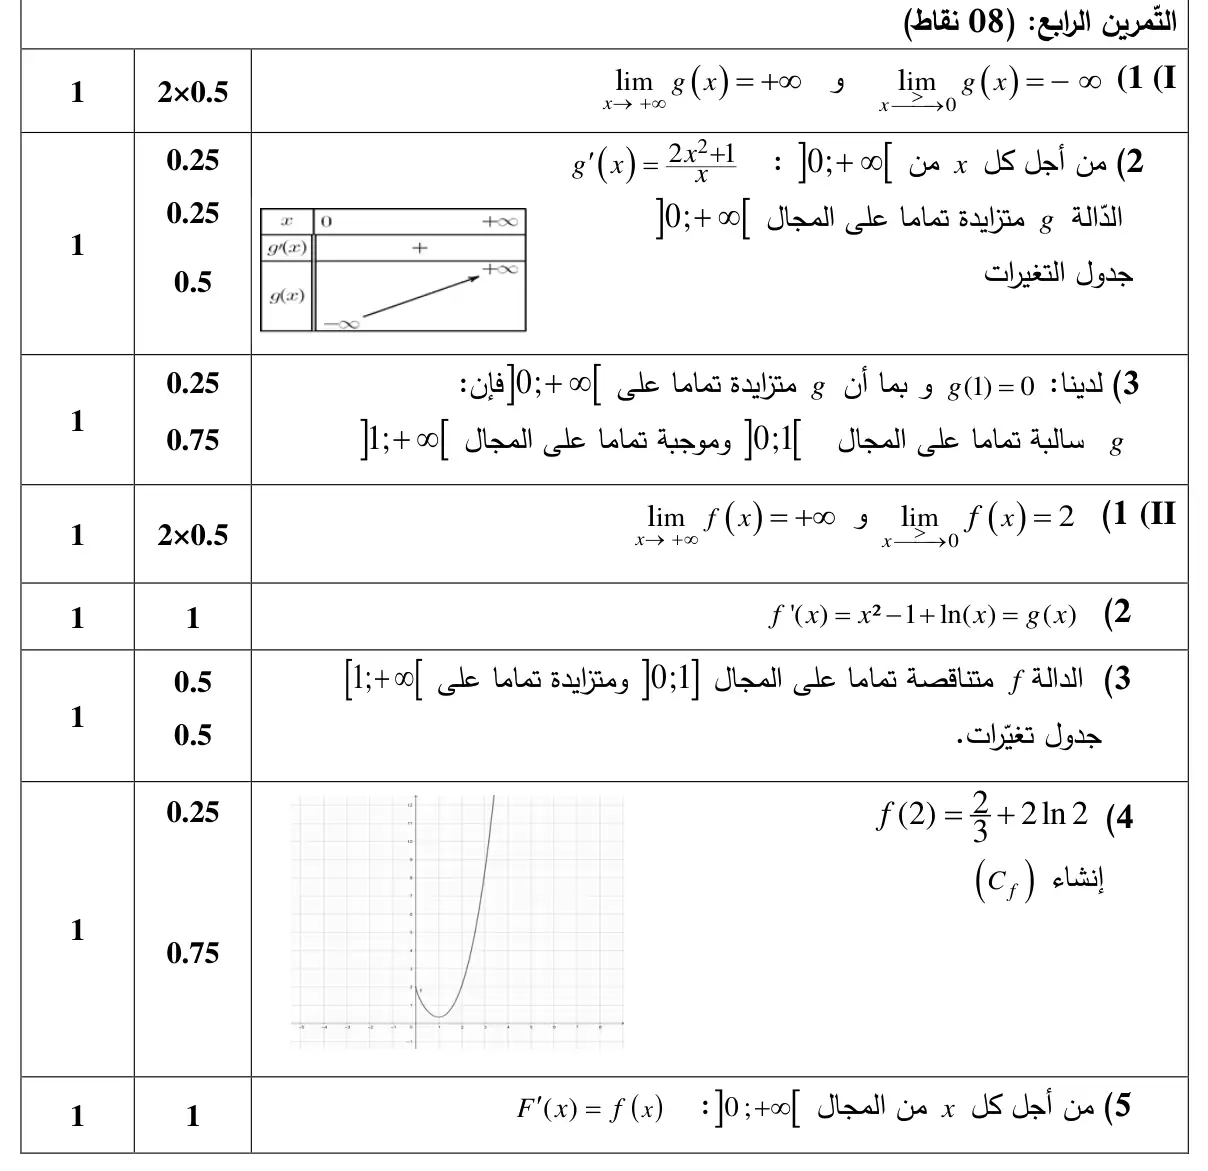 التّمرين الرابع: (08 نقاط)
I) 1) lim_{x→>0} g(x) = −∞ و lim_{x→+∞} g(x) = +∞
2×0.5
1
2) من أجل كل x من ]0;+∞[ : g′(x) = (2x²+1)/x
0.25
الدّالة g متزايدة تماما على المجال ]0;+∞[
0.25
جدول التغيرات
0.5
1
x 0 +∞
g′(x) +
g(x) −∞ +∞
3) لدينا: g(1) = 0 و بما أن g متزايدة تماما على ]0;+∞[ فإن:
0.25
g سالبة تماما على المجال ]0;1[ وموجبة تماما على المجال ]1;+∞[
0.75
1
II) 1) lim_{x→>0} f(x) = 2 و lim_{x→+∞} f(x) = +∞
2×0.5
1
2) f '(x) = x² − 1 + ln(x) = g(x)
1
1
3) الدالة f متناقصة تماما على المجال ]0;1] ومتزايدة تماما على [1;+∞[
0.5
جدول تغيّرات.
0.5
1
4) f(2) = 2/3 + 2 ln 2
0.25
إنشاء (C_f)
0.75
1
5) من أجل كل x من المجال ]0;+∞[ : F′(x) = f(x)
1
1